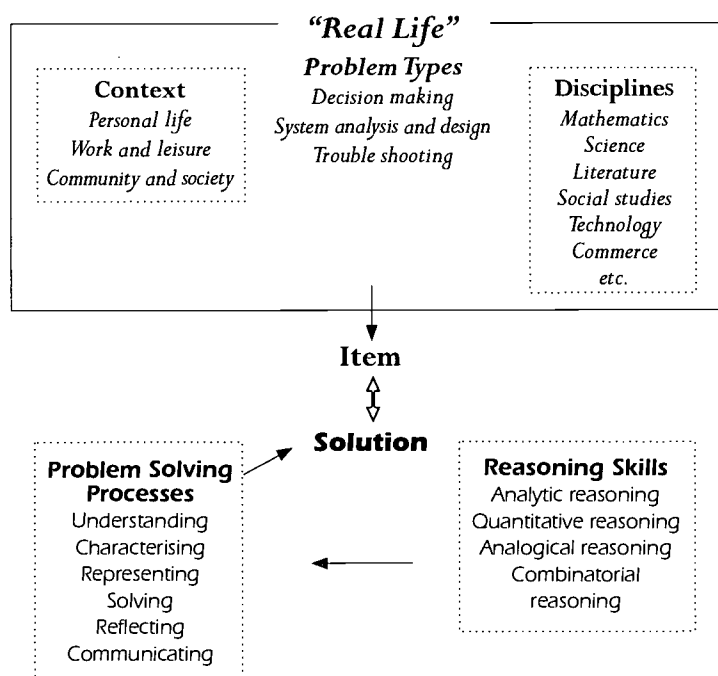 “Real Life”
Problem Types
Decision making
System analysis and design
Trouble shooting
Context
Personal life
Work and leisure
Community and society
Disciplines
Mathematics
Science
Literature
Social studies
Technology
Commerce
etc.
Item
Solution
Problem Solving
Processes
Understanding
Characterising
Representing
Solving
Reflecting
Communicating
Reasoning Skills
Analytic reasoning
Quantitative reasoning
Analogical reasoning
Combinatorial
reasoning